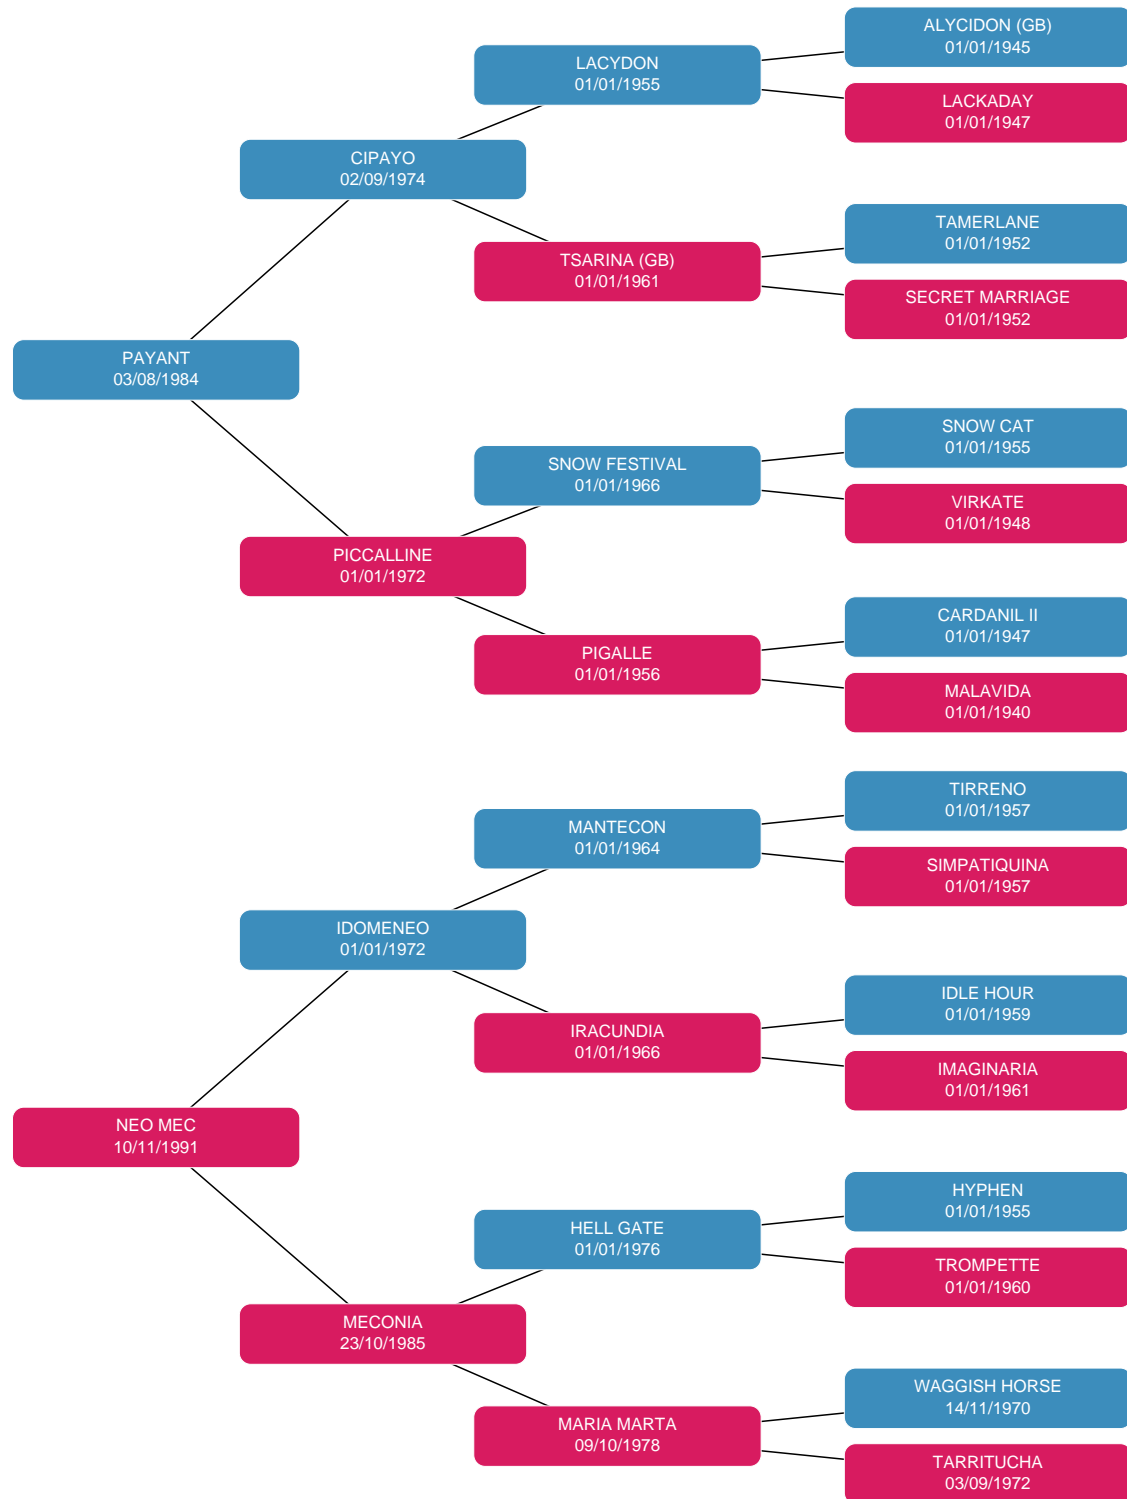 ALYCIDON (GB)
01/01/1945
LACYDON
01/01/1955
LACKADAY
01/01/1947
CIPAYO
02/09/1974
TAMERLANE
01/01/1952
TSARINA (GB)
01/01/1961
SECRET MARRIAGE
01/01/1952
PAYANT
03/08/1984
SNOW CAT
01/01/1955
SNOW FESTIVAL
01/01/1966
VIRKATE
01/01/1948
PICCALLINE
01/01/1972
CARDANIL II
01/01/1947
PIGALLE
01/01/1956
MALAVIDA
01/01/1940
TIRRENO
01/01/1957
MANTECON
01/01/1964
SIMPATIQUINA
01/01/1957
IDOMENEO
01/01/1972
IDLE HOUR
01/01/1959
IRACUNDIA
01/01/1966
IMAGINARIA
01/01/1961
NEO MEC
10/11/1991
HYPHEN
01/01/1955
HELL GATE
01/01/1976
TROMPETTE
01/01/1960
MECONIA
23/10/1985
WAGGISH HORSE
14/11/1970
MARIA MARTA
09/10/1978
TARRITUCHA
03/09/1972